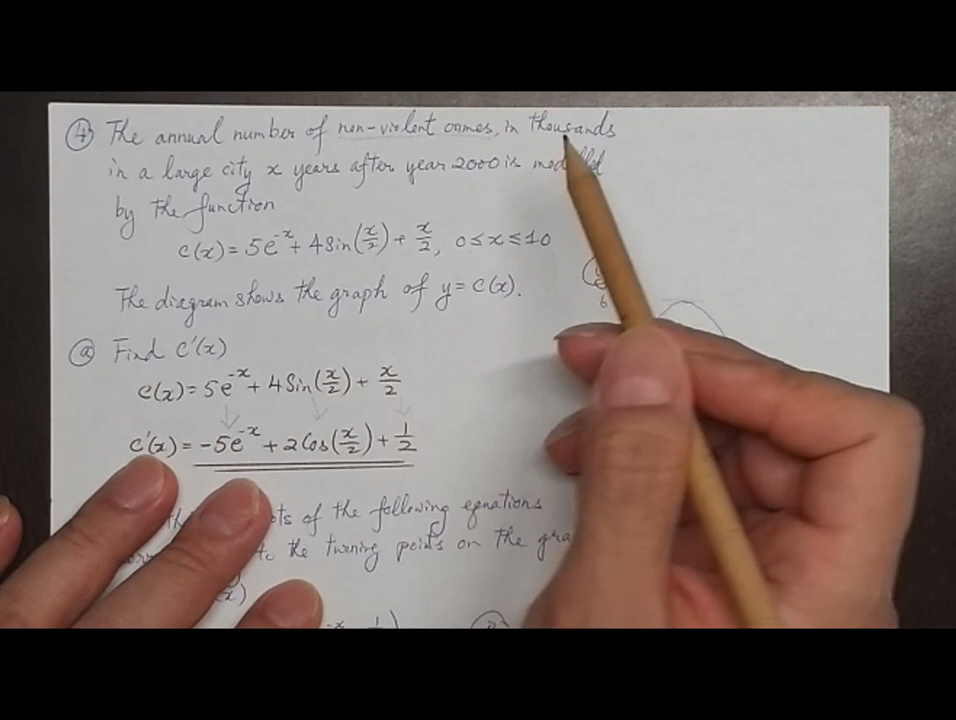 ④ The annual number of non-violent crimes, in thousands
in a large city x years after year 2000 is modelled
by the function
c(x) = 5e^{-x} + 4 sin(x/2) + x/2, 0 ≤ x ≤ 10
The diagram shows the graph of y = c(x).
ⓐ Find c'(x)
c(x) = 5e^{-x} + 4 Sin(x/2) + x/2
c'(x) = -5e^{-x} + 2 Cos(x/2) + 1/2
of the following equations
to the turning points on the